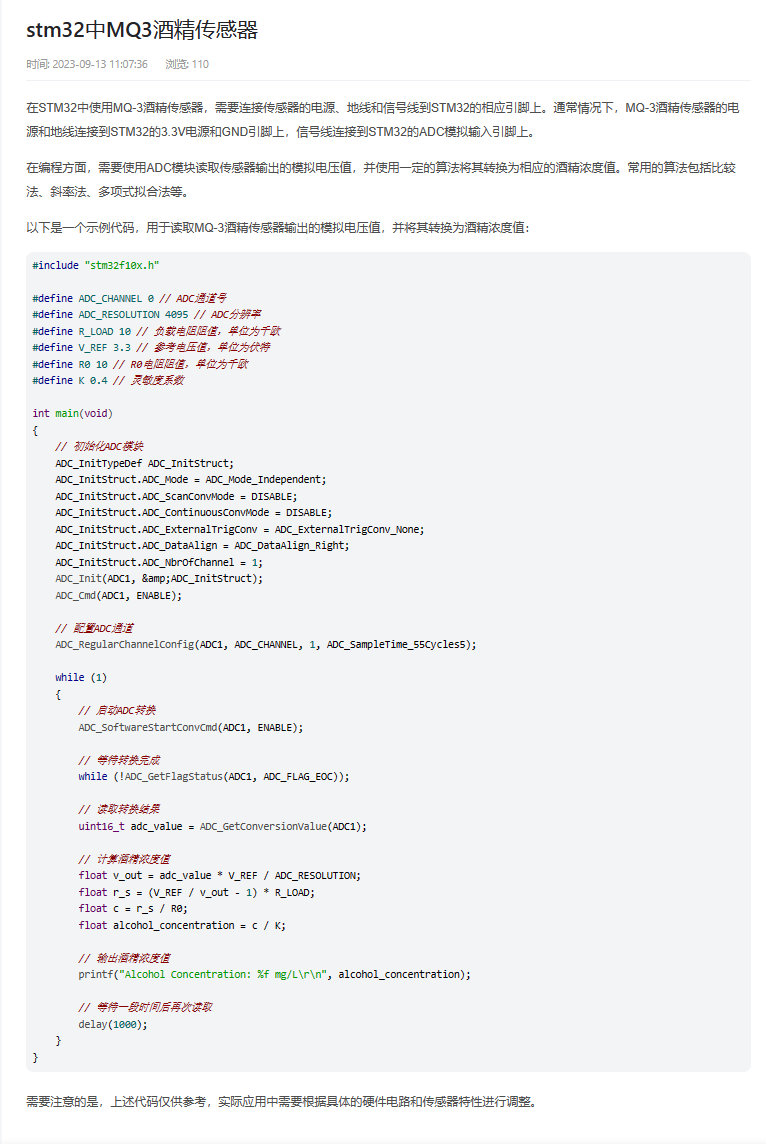 stm32中MQ3酒精传感器
时间: 2023-09-13 11:07:36 浏览: 110
在STM32中使用MQ-3酒精传感器，需要连接传感器的电源、地线和信号线到STM32的相应引脚上。通常情况下，MQ-3酒精传感器的电
源和地线连接到STM32的3.3V电源和GND引脚上，信号线连接到STM32的ADC模拟输入引脚上。
在编程方面，需要使用ADC模块读取传感器输出的模拟电压值，并使用一定的算法将其转换为相应的酒精浓度值。常用的算法包括比较
法、斜率法、多项式拟合法等。
以下是一个示例代码，用于读取MQ-3酒精传感器输出的模拟电压值，并将其转换为酒精浓度值：
#include "stm32f10x.h"
#define ADC_CHANNEL 0 // ADC通道号
#define ADC_RESOLUTION 4095 // ADC分辨率
#define R_LOAD 10 // 负载电阻阻值，单位为千欧
#define V_REF 3.3 // 参考电压值，单位为伏特
#define R0 10 // R0电阻阻值，单位为千欧
#define K 0.4 // 灵敏度系数
int main(void)
{
// 初始化ADC模块
ADC_InitTypeDef ADC_InitStruct;
ADC_InitStruct.ADC_Mode = ADC_Mode_Independent;
ADC_InitStruct.ADC_ScanConvMode = DISABLE;
ADC_InitStruct.ADC_ContinuousConvMode = DISABLE;
ADC_InitStruct.ADC_ExternalTrigConv = ADC_ExternalTrigConv_None;
ADC_InitStruct.ADC_DataAlign = ADC_DataAlign_Right;
ADC_InitStruct.ADC_NbrOfChannel = 1;
ADC_Init(ADC1, &amp;ADC_InitStruct);
ADC_Cmd(ADC1, ENABLE);
// 配置ADC通道
ADC_RegularChannelConfig(ADC1, ADC_CHANNEL, 1, ADC_SampleTime_55Cycles5);
while (1)
{
// 启动ADC转换
ADC_SoftwareStartConvCmd(ADC1, ENABLE);
// 等待转换完成
while (!ADC_GetFlagStatus(ADC1, ADC_FLAG_EOC));
// 读取转换结果
uint16_t adc_value = ADC_GetConversionValue(ADC1);
// 计算酒精浓度值
float v_out = adc_value * V_REF / ADC_RESOLUTION;
float r_s = (V_REF / v_out - 1) * R_LOAD;
float c = r_s / R0;
float alcohol_concentration = c / K;
// 输出酒精浓度值
printf("Alcohol Concentration: %f mg/L\r\n", alcohol_concentration);
// 等待一段时间后再次读取
delay(1000);
}
}
需要注意的是，上述代码仅供参考，实际应用中需要根据具体的硬件电路和传感器特性进行调整。